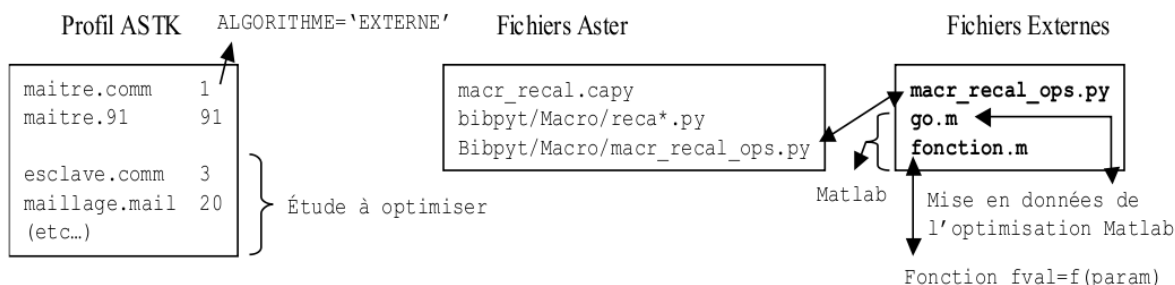 Profil ASTK
ALGORITHME=‘EXTERNE’
Fichiers Aster
Fichiers Externes
maitre.comm 1
maitre.91 91
esclave.comm 3
maillage.mail 20
(etc…)
Étude à optimiser
macr_recal.capy
bibpyt/Macro/reca*.py
Bibpyt/Macro/macr_recal_ops.py
macr_recal_ops.py
go.m
fonction.m
Matlab
Mise en données de
l’optimisation Matlab
Fonction fval=f(param)